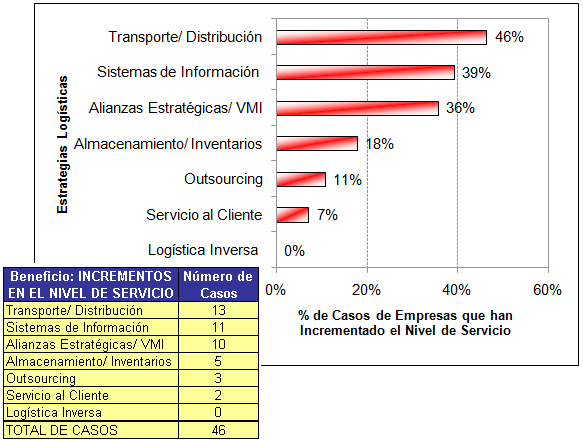 Estrategias Logísticas
Transporte/ Distribución 46%
Sistemas de Información 39%
Alianzas Estratégicas/ VMI 36%
Almacenamiento/ Inventarios 18%
Outsourcing 11%
Servicio al Cliente 7%
Logística Inversa 0%
0% 20% 40% 60%
% de Casos de Empresas que han
Incrementado el Nivel de Servicio
Beneficio: INCREMENTOS Número de
EN EL NIVEL DE SERVICIO Casos
Transporte/ Distribución 13
Sistemas de Información 11
Alianzas Estratégicas/ VMI 10
Almacenamiento/ Inventarios 5
Outsourcing 3
Servicio al Cliente 2
Logística Inversa 0
TOTAL DE CASOS 46